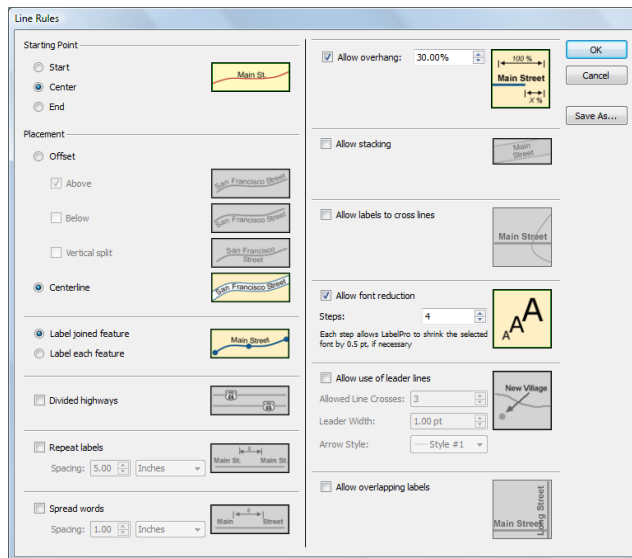 Line Rules
Starting Point
Start
Center
End
Main St.
Placement
Offset
Above
San Francisco Street
Below
San Francisco Street
Vertical split
San Francisco
Street
Centerline
San Francisco Street
Label joined feature
Label each feature
Main Street
Divided highways
Repeat labels
Spacing: 5.00 Inches
Main St. Main St.
Spread words
Spacing: 1.00 Inches
Main Street
Allow overhang: 30.00%
100 %
Main Street
X %
Allow stacking
Main
Street
Allow labels to cross lines
Main Street
Allow font reduction
Steps: 4
Each step allows LabelPro to shrink the selected
font by 0.5 pt. if necessary
A A A
Allow use of leader lines
Allowed Line Crosses: 3
Leader Width: 1.00 pt
Arrow Style: Style #1
New Village
Allow overlapping labels
Main Street
Long Street
OK
Cancel
Save As...